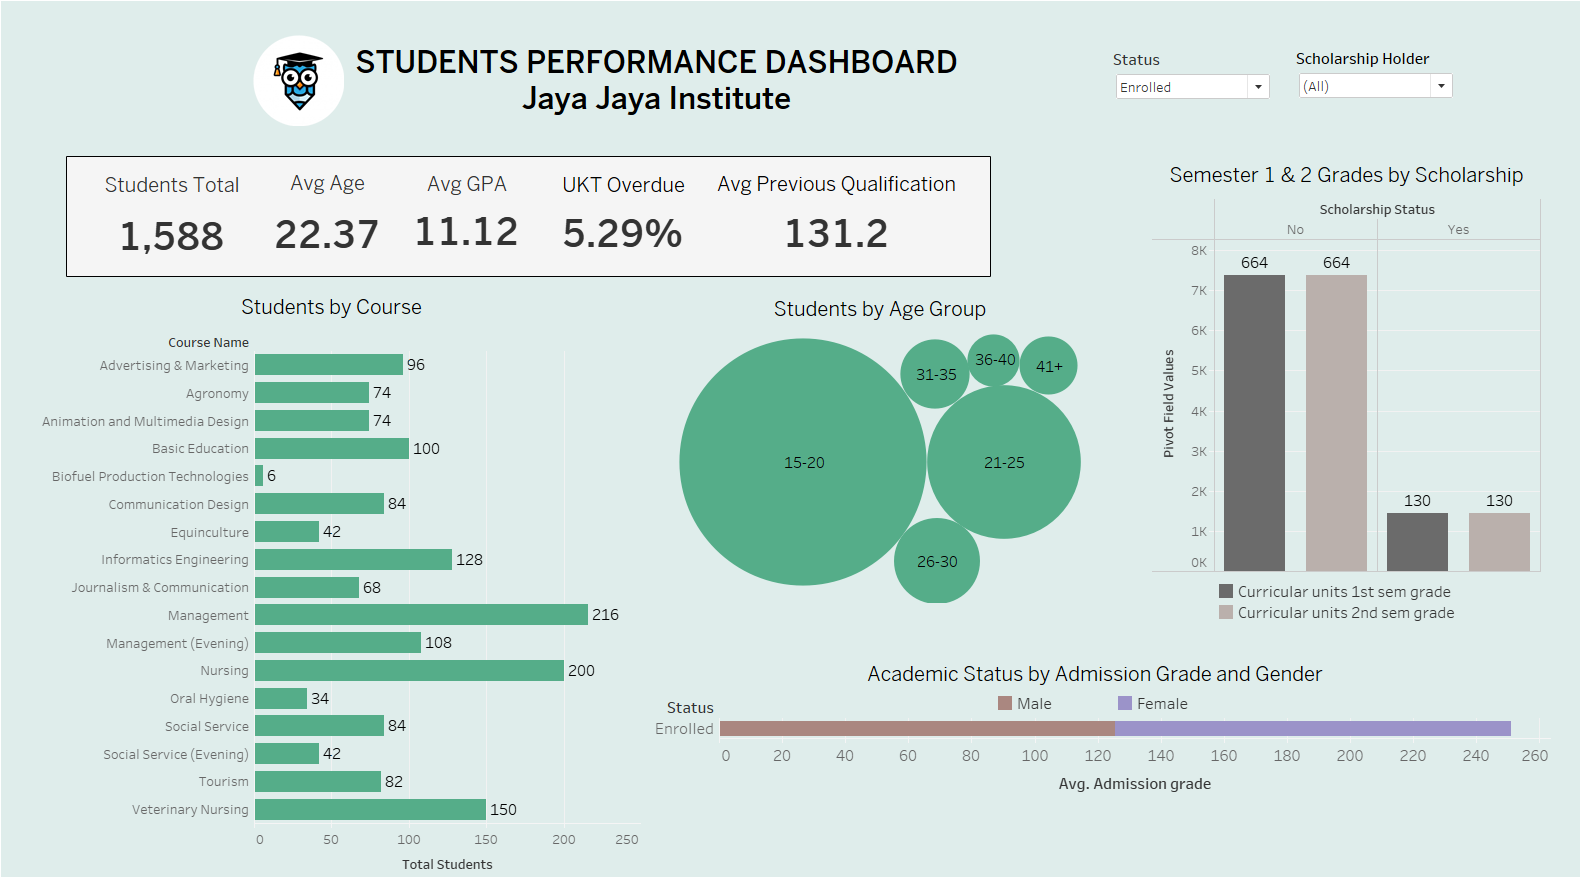 STUDENTS PERFORMANCE DASHBOARD
Jaya Jaya Institute
Status
Enrolled
Scholarship Holder
(All)
Students Total
1,588
Avg Age
22.37
Avg GPA
11.12
UKT Overdue
5.29%
Avg Previous Qualification
131.2
Students by Course
Course Name
Advertising & Marketing 96
Agronomy 74
Animation and Multimedia Design 74
Basic Education 100
Biofuel Production Technologies 6
Communication Design 84
Equinculture 42
Informatics Engineering 128
Journalism & Communication 68
Management 216
Management (Evening) 108
Nursing 200
Oral Hygiene 34
Social Service 84
Social Service (Evening) 42
Tourism 82
Veterinary Nursing 150
0 50 100 150 200 250
Total Students
Students by Age Group
31-35
36-40
41+
15-20
21-25
26-30
Semester 1 & 2 Grades by Scholarship
Scholarship Status
No Yes
8K
7K
6K
5K
4K
3K
2K
1K
0K
Pivot Field Values
664 664
130 130
Curricular units 1st sem grade
Curricular units 2nd sem grade
Academic Status by Admission Grade and Gender
Male Female
Status
Enrolled
0 20 40 60 80 100 120 140 160 180 200 220 240 260
Avg. Admission grade